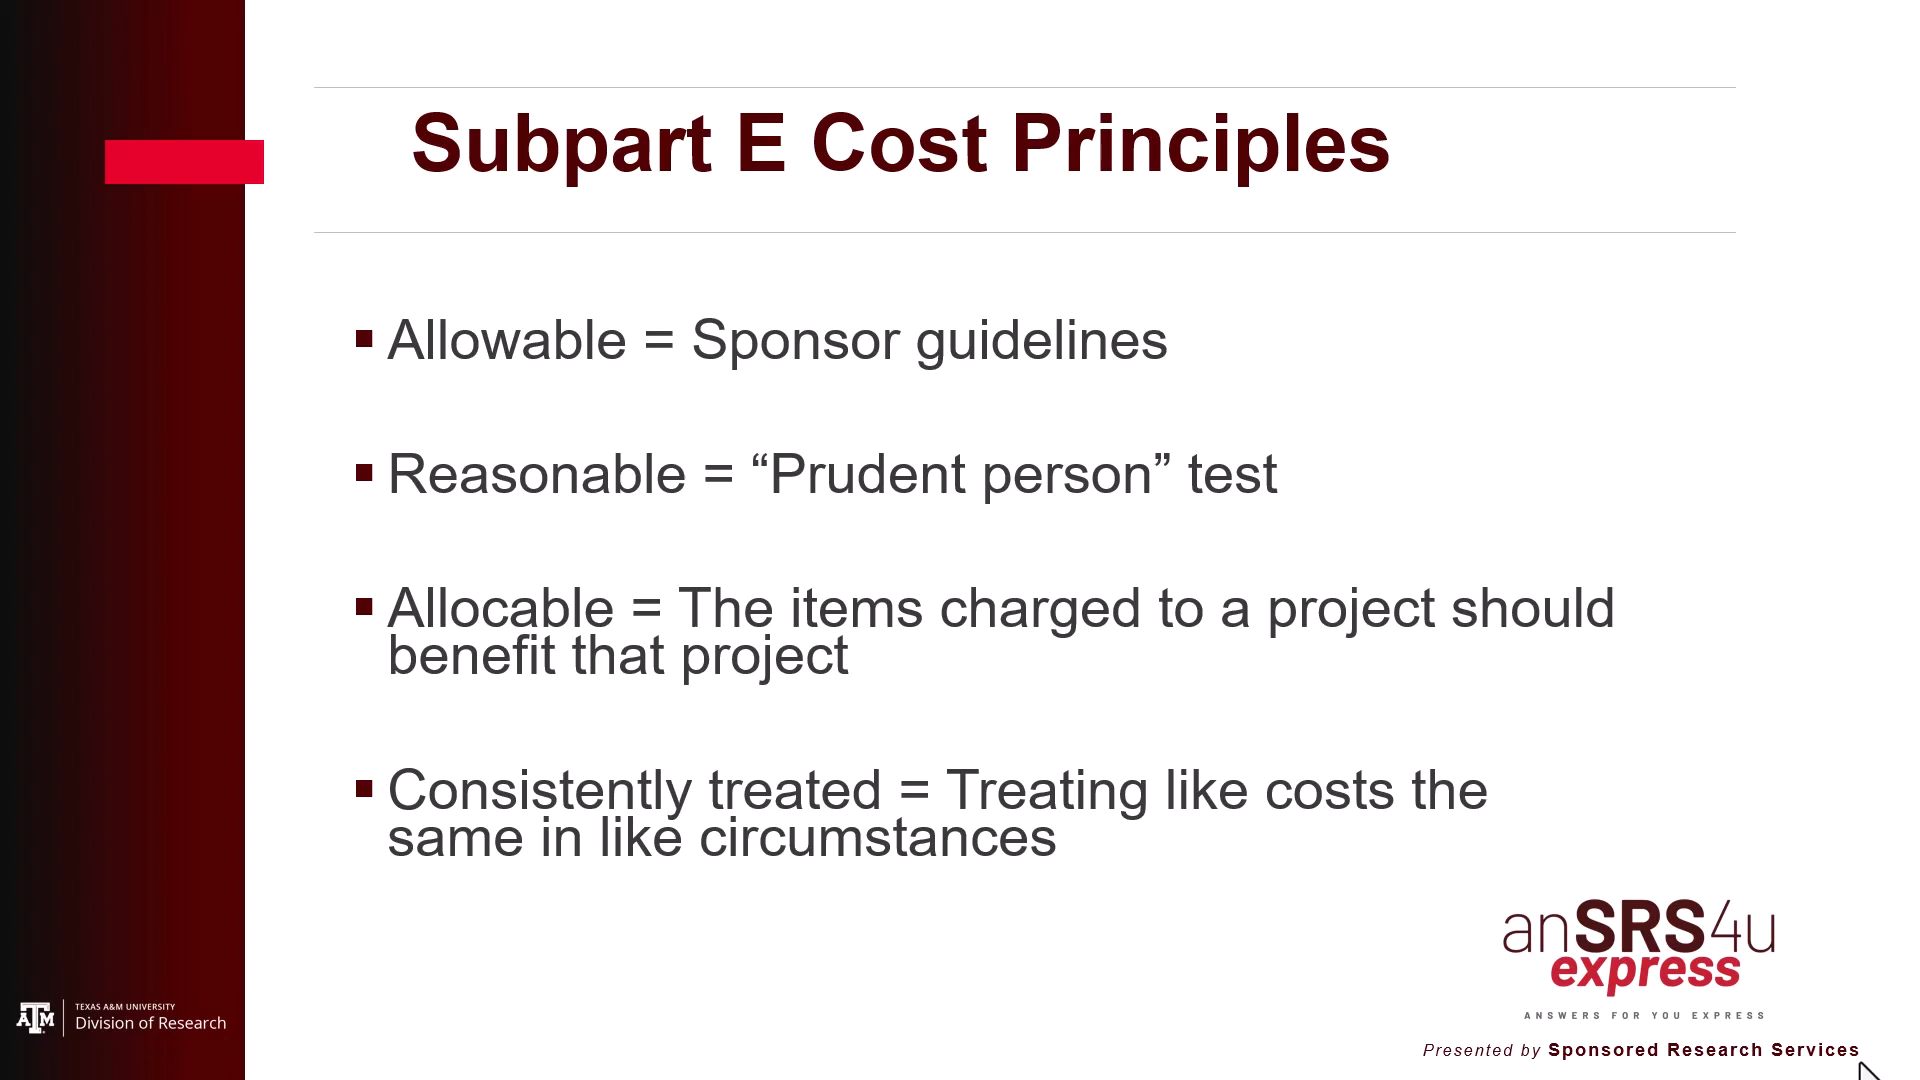 Subpart E Cost Principles
▪ Allowable = Sponsor guidelines
▪ Reasonable = “Prudent person” test
▪ Allocable = The items charged to a project should
benefit that project
▪ Consistently treated = Treating like costs the
same in like circumstances
anSRS4u
express
ANSWERS FOR YOU EXPRESS
Presented by Sponsored Research Services
ATM
TEXAS A&M UNIVERSITY
Division of Research